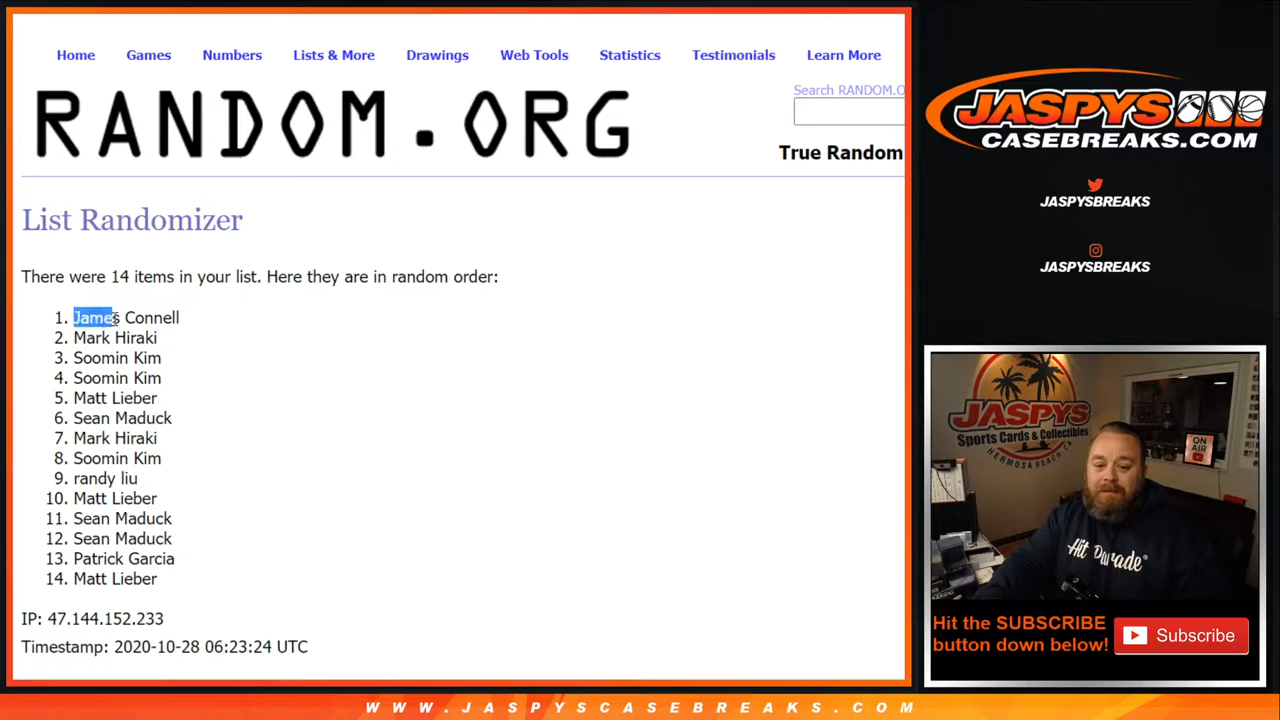 Home Games Numbers Lists & More Drawings Web Tools Statistics Testimonials Learn More
RANDOM.ORG
Search RANDOM.O
True Random
List Randomizer
There were 14 items in your list. Here they are in random order:
1. James Connell
2. Mark Hiraki
3. Soomin Kim
4. Soomin Kim
5. Matt Lieber
6. Sean Maduck
7. Mark Hiraki
8. Soomin Kim
9. randy liu
10. Matt Lieber
11. Sean Maduck
12. Sean Maduck
13. Patrick Garcia
14. Matt Lieber
IP: 47.144.152.233
Timestamp: 2020-10-28 06:23:24 UTC
JASPYS
CASEBREAKS.COM
JASPYSBREAKS
JASPYSBREAKS
JASPYS
Sports Cards & Collectibles
HERMOSA BEACH, CA
ON
AIR
Hit Parade
Hit the SUBSCRIBE
button down below!
Subscribe
WWW.JASPYSCASEBREAKS.COM